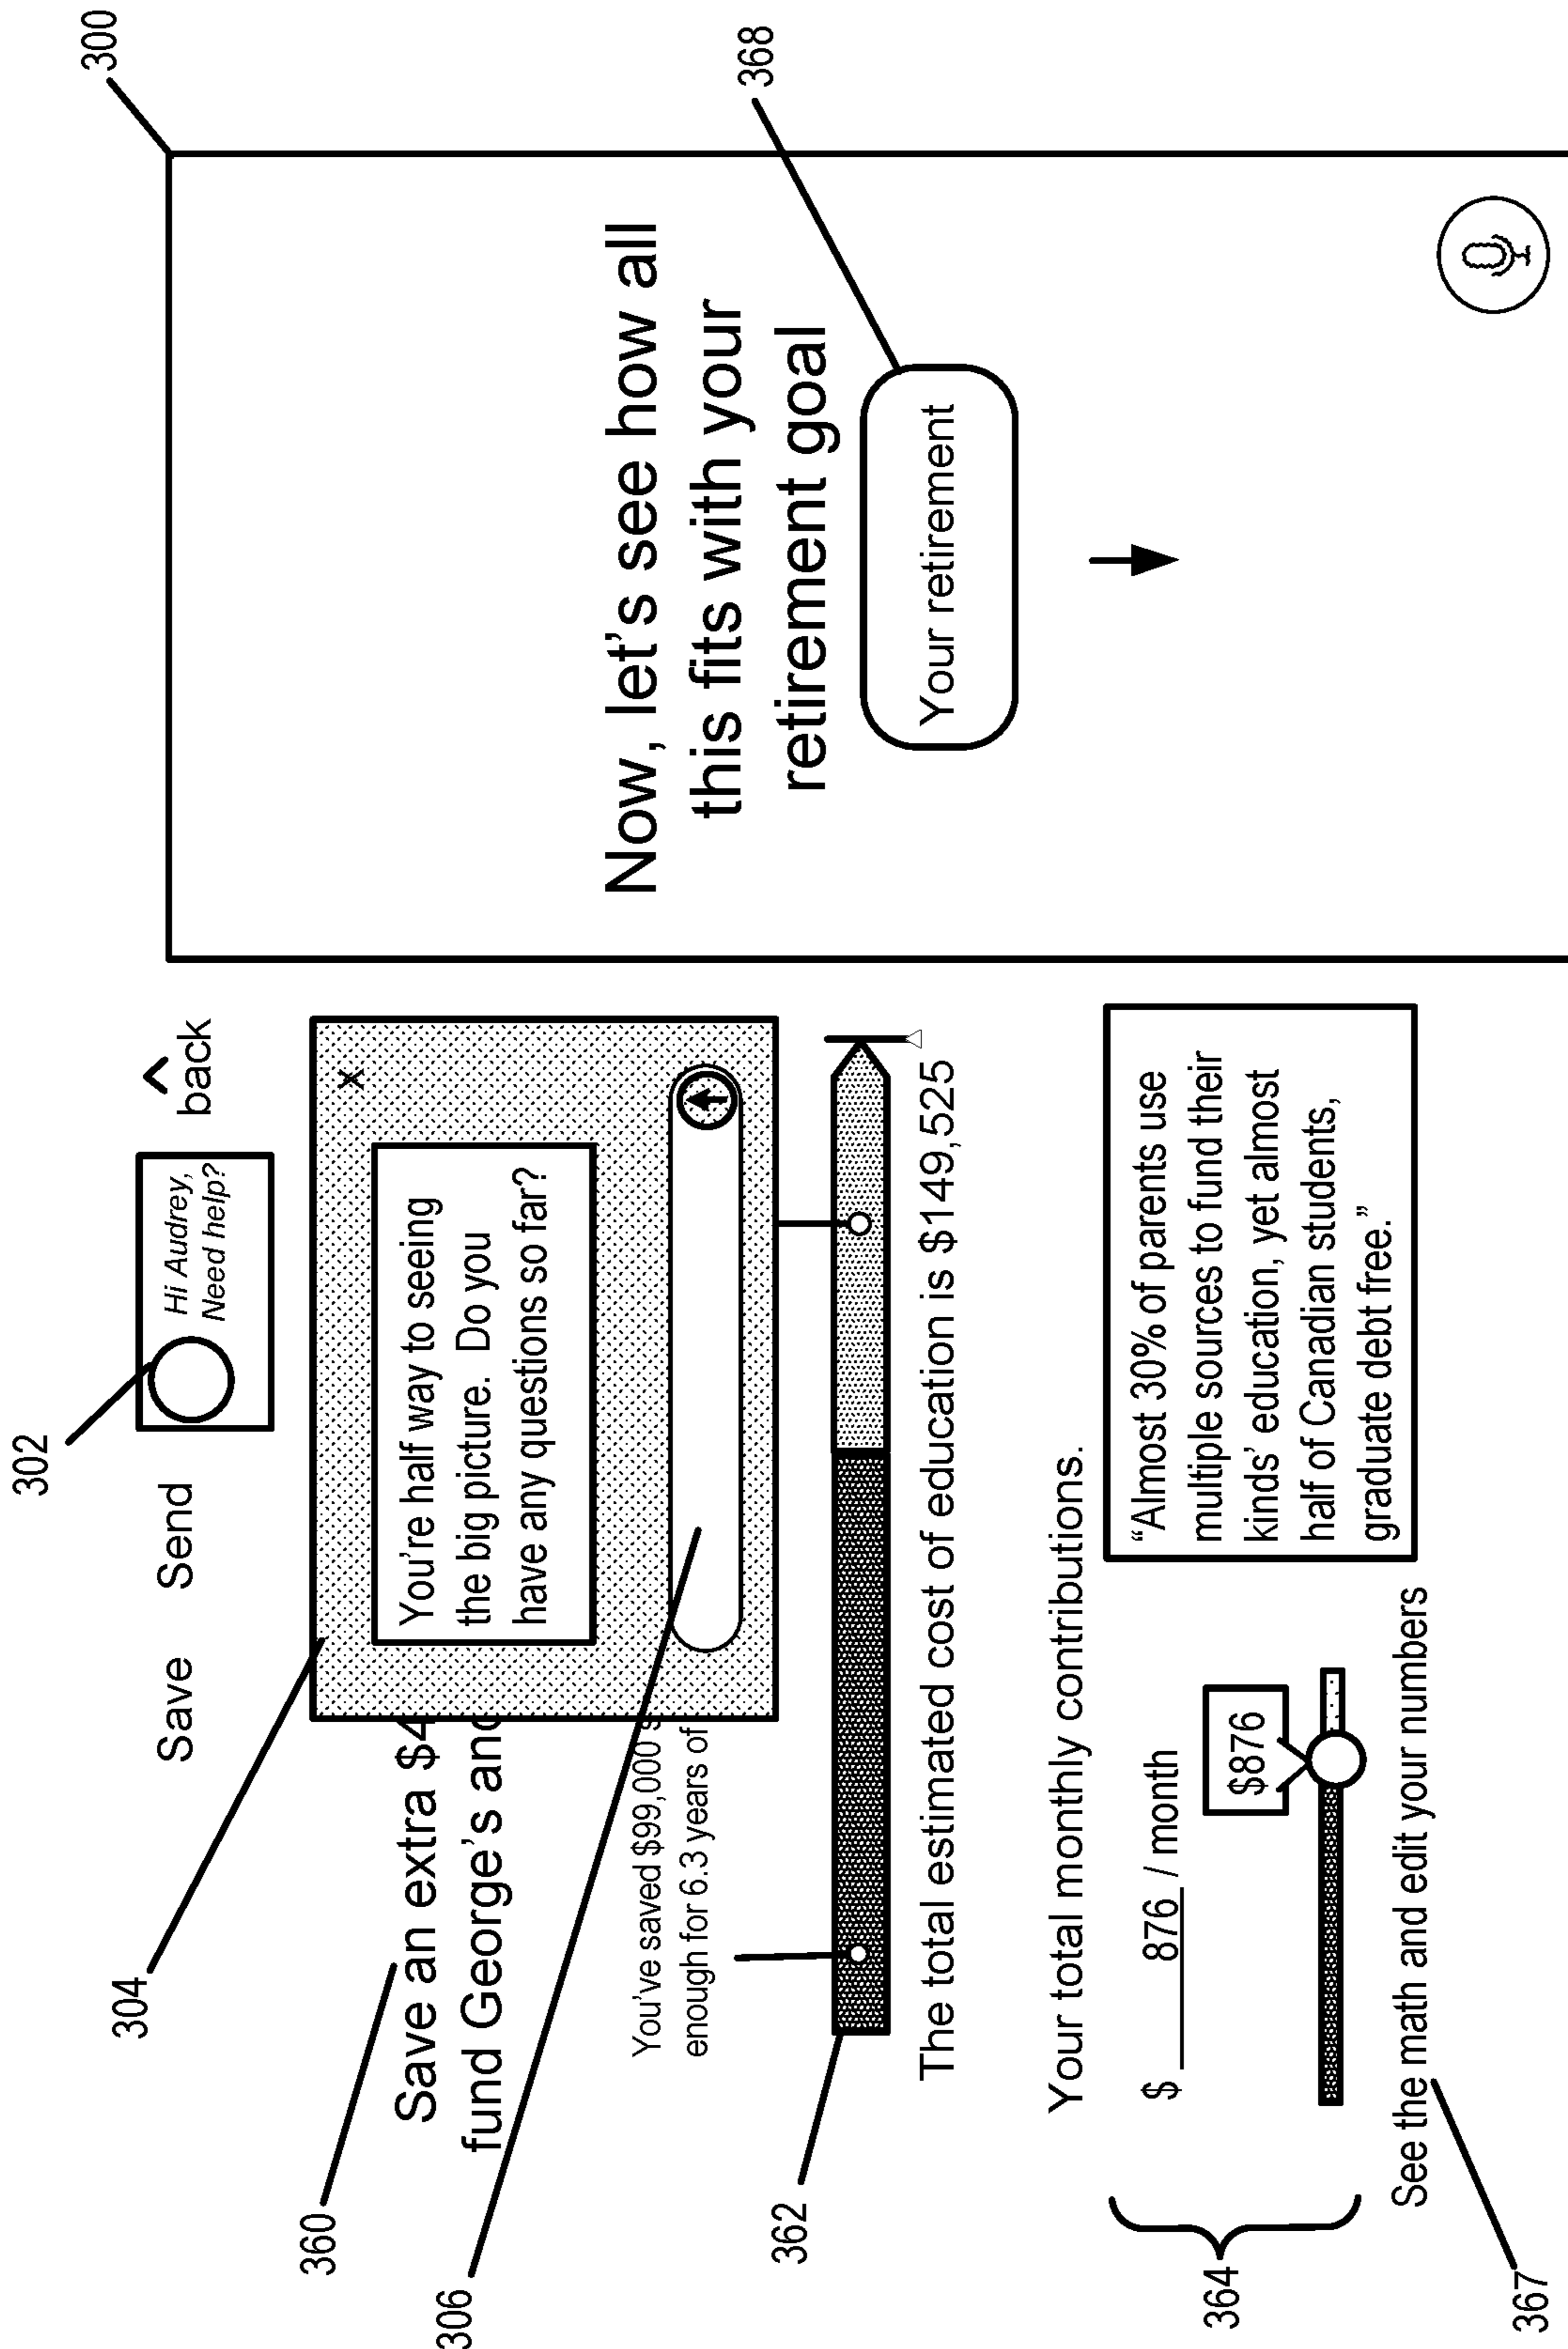 302
Save Send
Hi Audrey,
Need help?
^
back
300
304
360
Save an extra $4
fund George's and
x
You're half way to seeing
the big picture. Do you
have any questions so far?
306
You've saved $99,000 s
enough for 6.3 years of
362
The total estimated cost of education is $149,525
Your total monthly contributions.
$ 876 / month
$876
364
See the math and edit your numbers
367
“Almost 30% of parents use
multiple sources to fund their
kinds' education, yet almost
half of Canadian students,
graduate debt free.”
Now, let's see how all
this fits with your
retirement goal
Your retirement
368